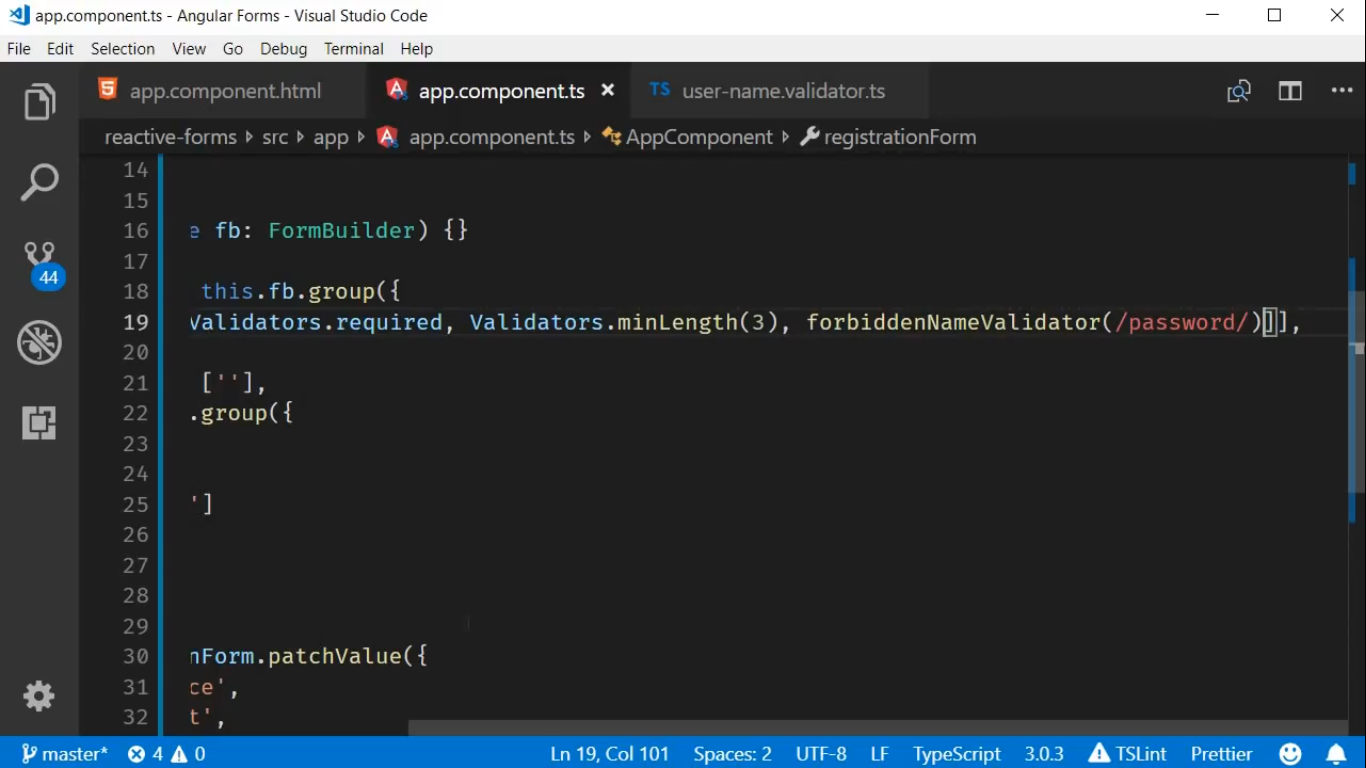 app.component.ts - Angular Forms - Visual Studio Code
File Edit Selection View Go Debug Terminal Help
app.component.html app.component.ts × TS user-name.validator.ts
reactive-forms src app app.component.ts AppComponent registrationForm
14
15
16 e fb: FormBuilder) {}
17
18 this.fb.group({
19 Validators.required, Validators.minLength(3), forbiddenNameValidator(/password/)]],
20
21 [''],
22 .group({
23
24
25 ']
26
27
28
29
30 nForm.patchValue({
31 ce',
32 t',
44
master* 4 0 Ln 19, Col 101 Spaces: 2 UTF-8 LF TypeScript 3.0.3 TSLint Prettier